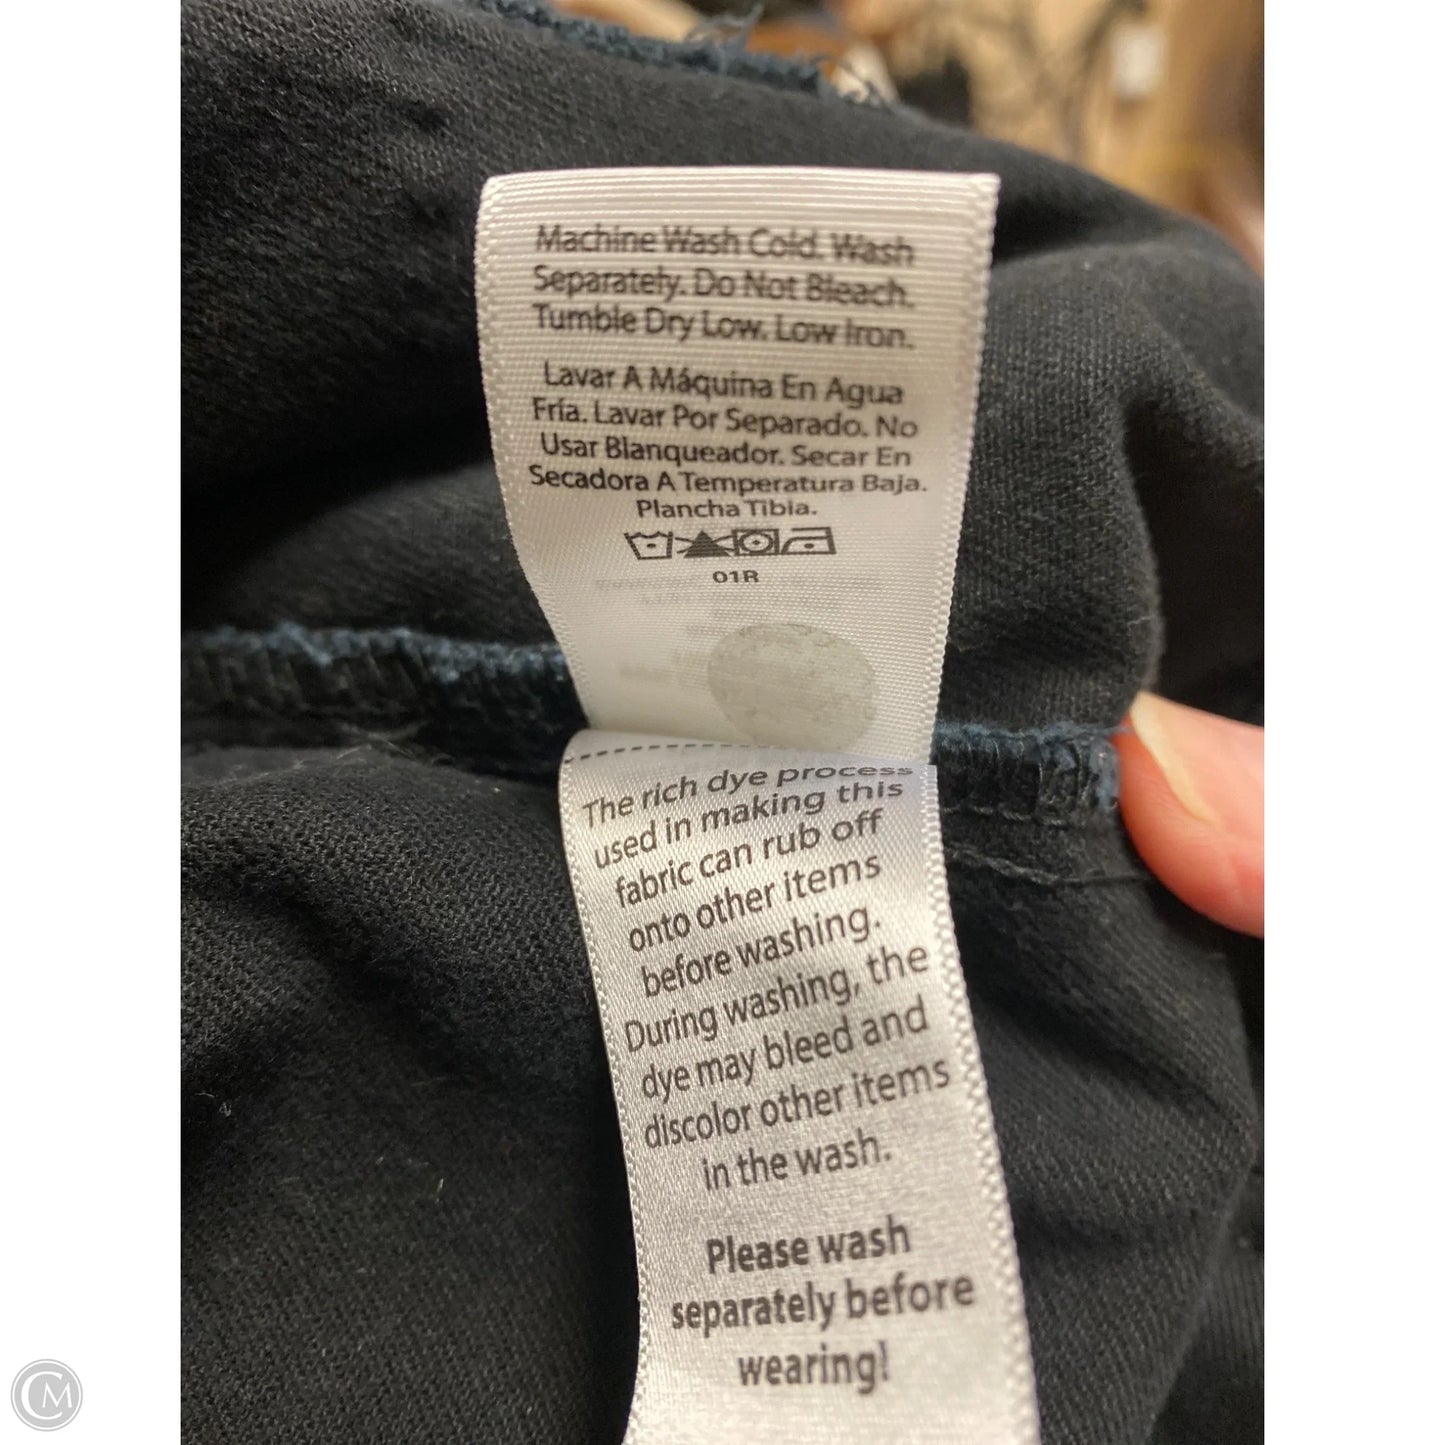 Machine Wash Cold. Wash
Separately. Do Not Bleach.
Tumble Dry Low. Low Iron.
Lavar A Máquina En Agua
Fría. Lavar Por Separado. No
Usar Blanqueador. Secar En
Secadora A Temperatura Baja.
Plancha Tibia.
01R
The rich dye process
used in making this
fabric can rub off
onto other items
before washing.
During washing, the
dye may bleed and
discolor other items
in the wash.
Please wash
separately before
wearing!
CM